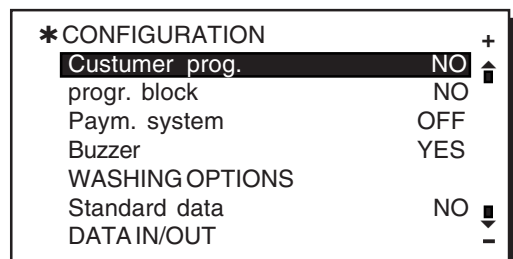 ✱CONFIGURATION +
Custumer prog. NO
progr. block NO
Paym. system OFF
Buzzer YES
WASHING OPTIONS
Standard data NO
DATA IN/OUT −